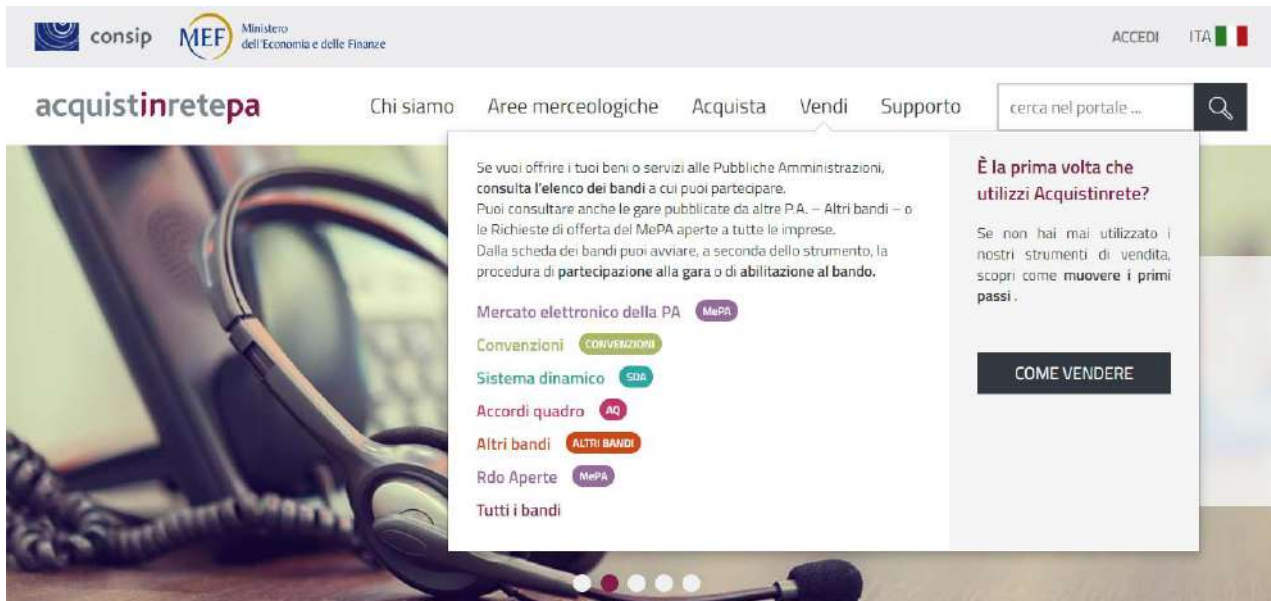 consip
MEF
Ministero
dell'Economia e delle Finanze
ACCEDI
ITA
acquistinretepa
Chi siamo
Aree merceologiche
Acquista
Vendi
Supporto
cerca nel portale ...
Se vuoi offrire i tuoi beni o servizi alle Pubbliche Amministrazioni,
consulta l'elenco dei bandi a cui puoi partecipare.
Puoi consultare anche le gare pubblicate da altre P.A. – Altri bandi – o
le Richieste di offerta del MePA aperte a tutte le imprese.
Dalla scheda dei bandi puoi avviare, a seconda dello strumento, la
procedura di partecipazione alla gara o di abilitazione al bando.
Mercato elettronico della PA MePA
Convenzioni CONVENZIONI
Sistema dinamico SDA
Accordi quadro AQ
Altri bandi ALTRI BANDI
Rdo Aperte MePA
Tutti i bandi
È la prima volta che
utilizzi Acquistinrete?
Se non hai mai utilizzato i
nostri strumenti di vendita,
scopri come muovere i primi
passi .
COME VENDERE